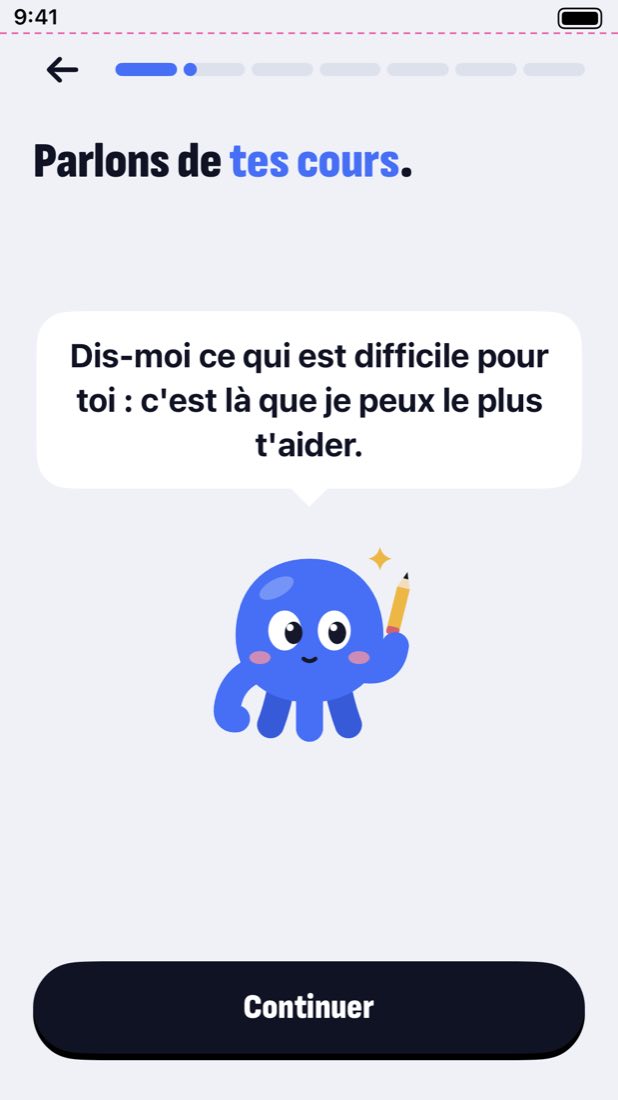 9:41
Parlons de tes cours.
Dis-moi ce qui est difficile pour
toi : c'est là que je peux le plus
t'aider.
Continuer